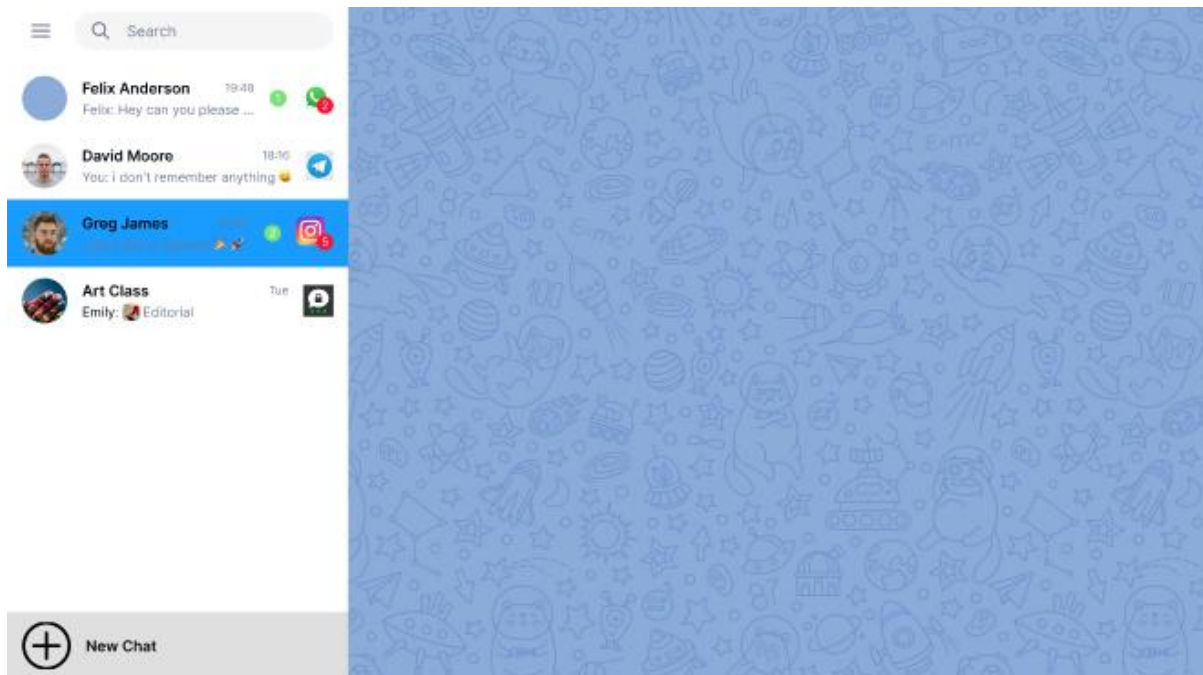 Search
Felix Anderson 19:48
Felix: Hey can you please ... 1 2
David Moore 18:16
You: i don't remember anything 😄
Greg James
2 5
Art Class Tue
Emily: Editorial
New Chat